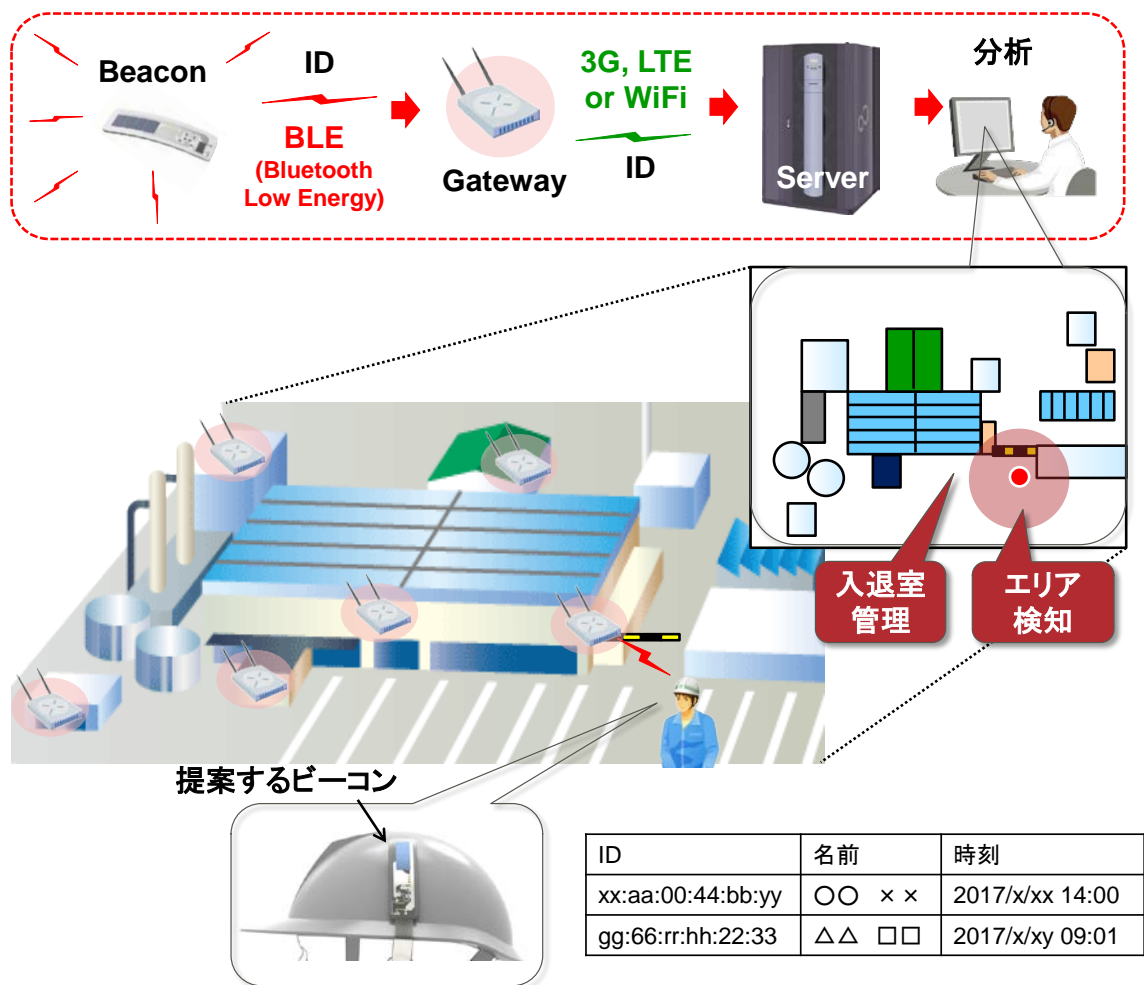 Beacon
ID
BLE
(Bluetooth
Low Energy)
Gateway
3G, LTE
or WiFi
ID
Server
分析
入退室
管理
エリア
検知
提案するビーコン
ID 名前 時刻
xx:aa:00:44:bb:yy ○○ ×× 2017/x/xx 14:00
gg:66:rr:hh:22:33 △△ □□ 2017/x/xy 09:01